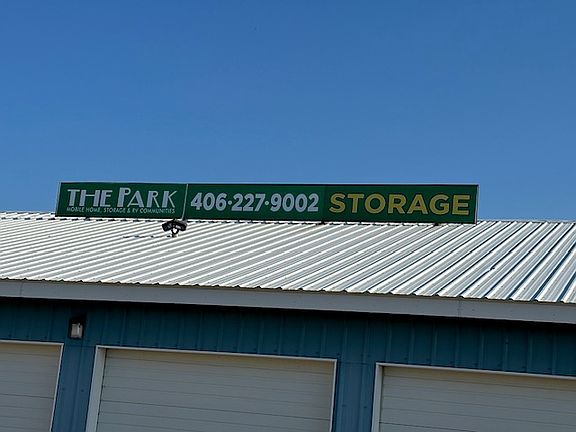 THE PARK
MOBILE HOME, STORAGE & RV COMMUNITIES
406·227·9002
STORAGE